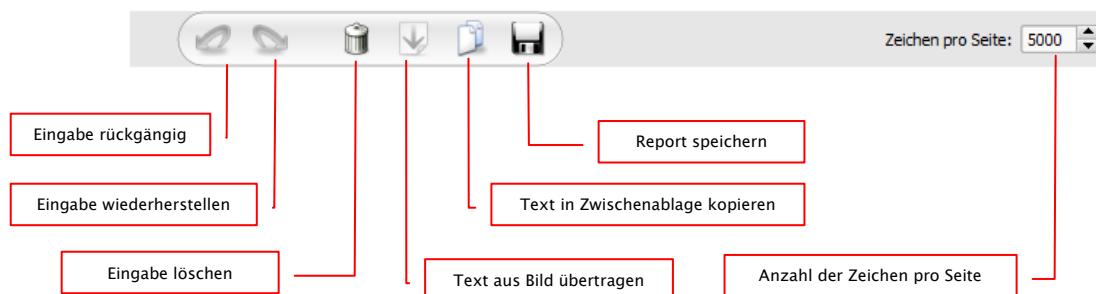 Zeichen pro Seite: 5000
Eingabe rückgängig
Report speichern
Eingabe wiederherstellen
Text in Zwischenablage kopieren
Eingabe löschen
Text aus Bild übertragen
Anzahl der Zeichen pro Seite